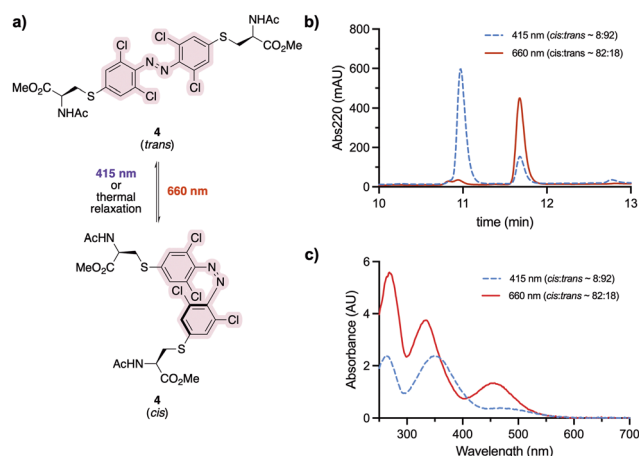 a)
NHAc
S
CO₂Me
Cl
Cl
N
N
Cl
Cl
MeO₂C
S
NHAc
4
(trans)
415 nm
or
thermal
relaxation
660 nm
AcHN
MeO₂C
S
Cl
N
N
Cl
Cl
Cl
S
AcHN
CO₂Me
4
(cis)
b)
415 nm (cis:trans ~ 8:92)
660 nm (cis:trans ~ 82:18)
Abs220 (mAU)
800
600
400
200
0
10
11
12
13
time (min)
c)
415 nm (cis:trans ~ 8:92)
660 nm (cis:trans ~ 82:18)
Absorbance (AU)
6
4
2
0
300
400
500
600
700
Wavelength (nm)